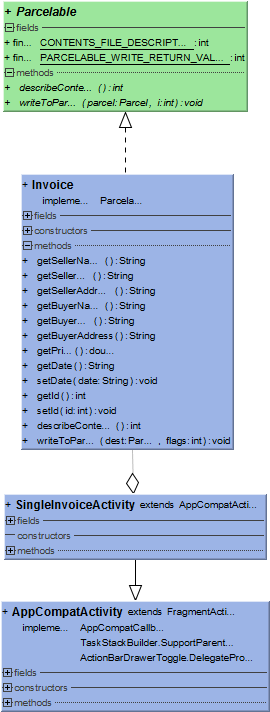 + Parcelable
fields
+ fin... CONTENTS_FILE_DESCRIPT... : int
+ fin... PARCELABLE_WRITE_RETURN_VAL... : int
methods
+ describeConte... () : int
+ writeToPar... (parcel: Parcel, i: int) : void
+ Invoice
impleme... Parcela...
fields
constructors
methods
+ getSellerNa... () : String
+ getSeller... () : String
+ getSellerAddr... () : String
+ getBuyerNa... () : String
+ getBuyer... () : String
+ getBuyerAddress () : String
+ getPri... () : dou...
+ getDate () : String
+ setDate (date: String) : void
+ getId () : int
+ setId (id: int) : void
+ describeConte... () : int
+ writeToPar... (dest: Par... , flags: int) : void
+ SingleInvoiceActivity extends AppCompatActi...
fields
constructors
methods
+ AppCompatActivity extends FragmentActi...
impleme... AppCompatCallb...
TaskStackBuilder.SupportParent...
ActionBarDrawerToggle.DelegatePro...
fields
constructors
methods